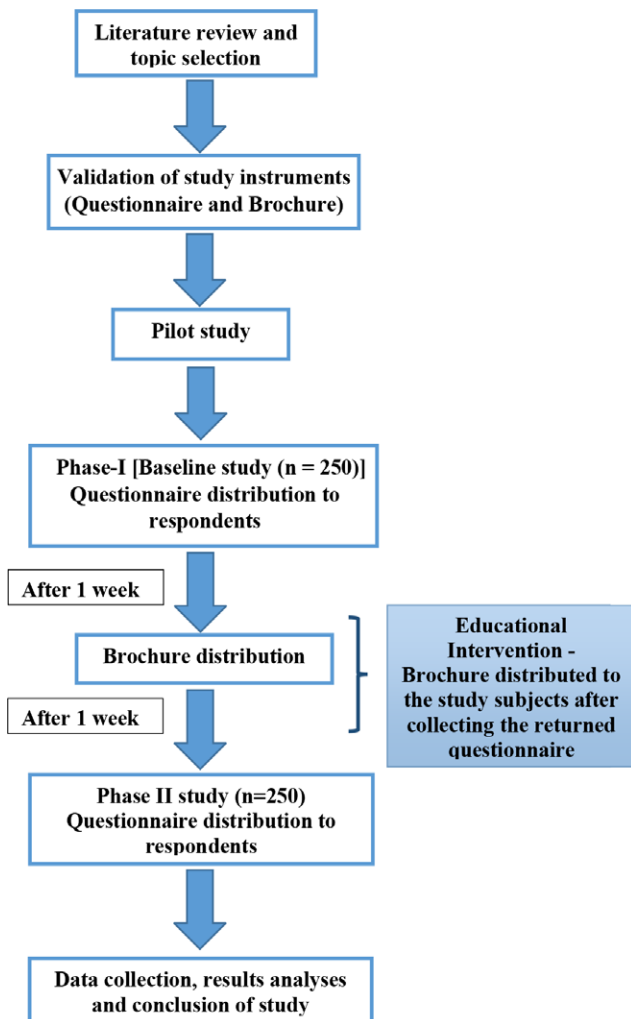 Literature review and
topic selection
Validation of study instruments
(Questionnaire and Brochure)
Pilot study
Phase-I [Baseline study (n = 250)]
Questionnaire distribution to
respondents
After 1 week
Brochure distribution
After 1 week
Educational
Intervention -
Brochure distributed to
the study subjects after
collecting the returned
questionnaire
Phase II study (n=250)
Questionnaire distribution to
respondents
Data collection, results analyses
and conclusion of study